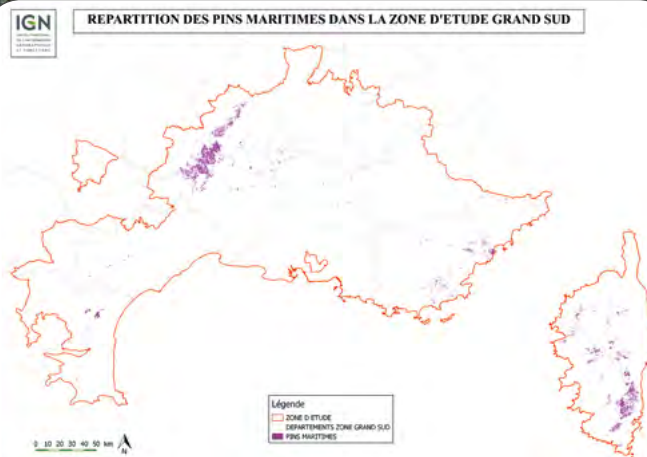 IGN
REPARTITION DES PINS MARITIMES DANS LA ZONE D'ETUDE GRAND SUD
Légende
ZONE D ETUDE
DEPARTEMENTS ZONE GRAND SUD
PINS MARITIMES
0 10 20 30 40 50 km
N